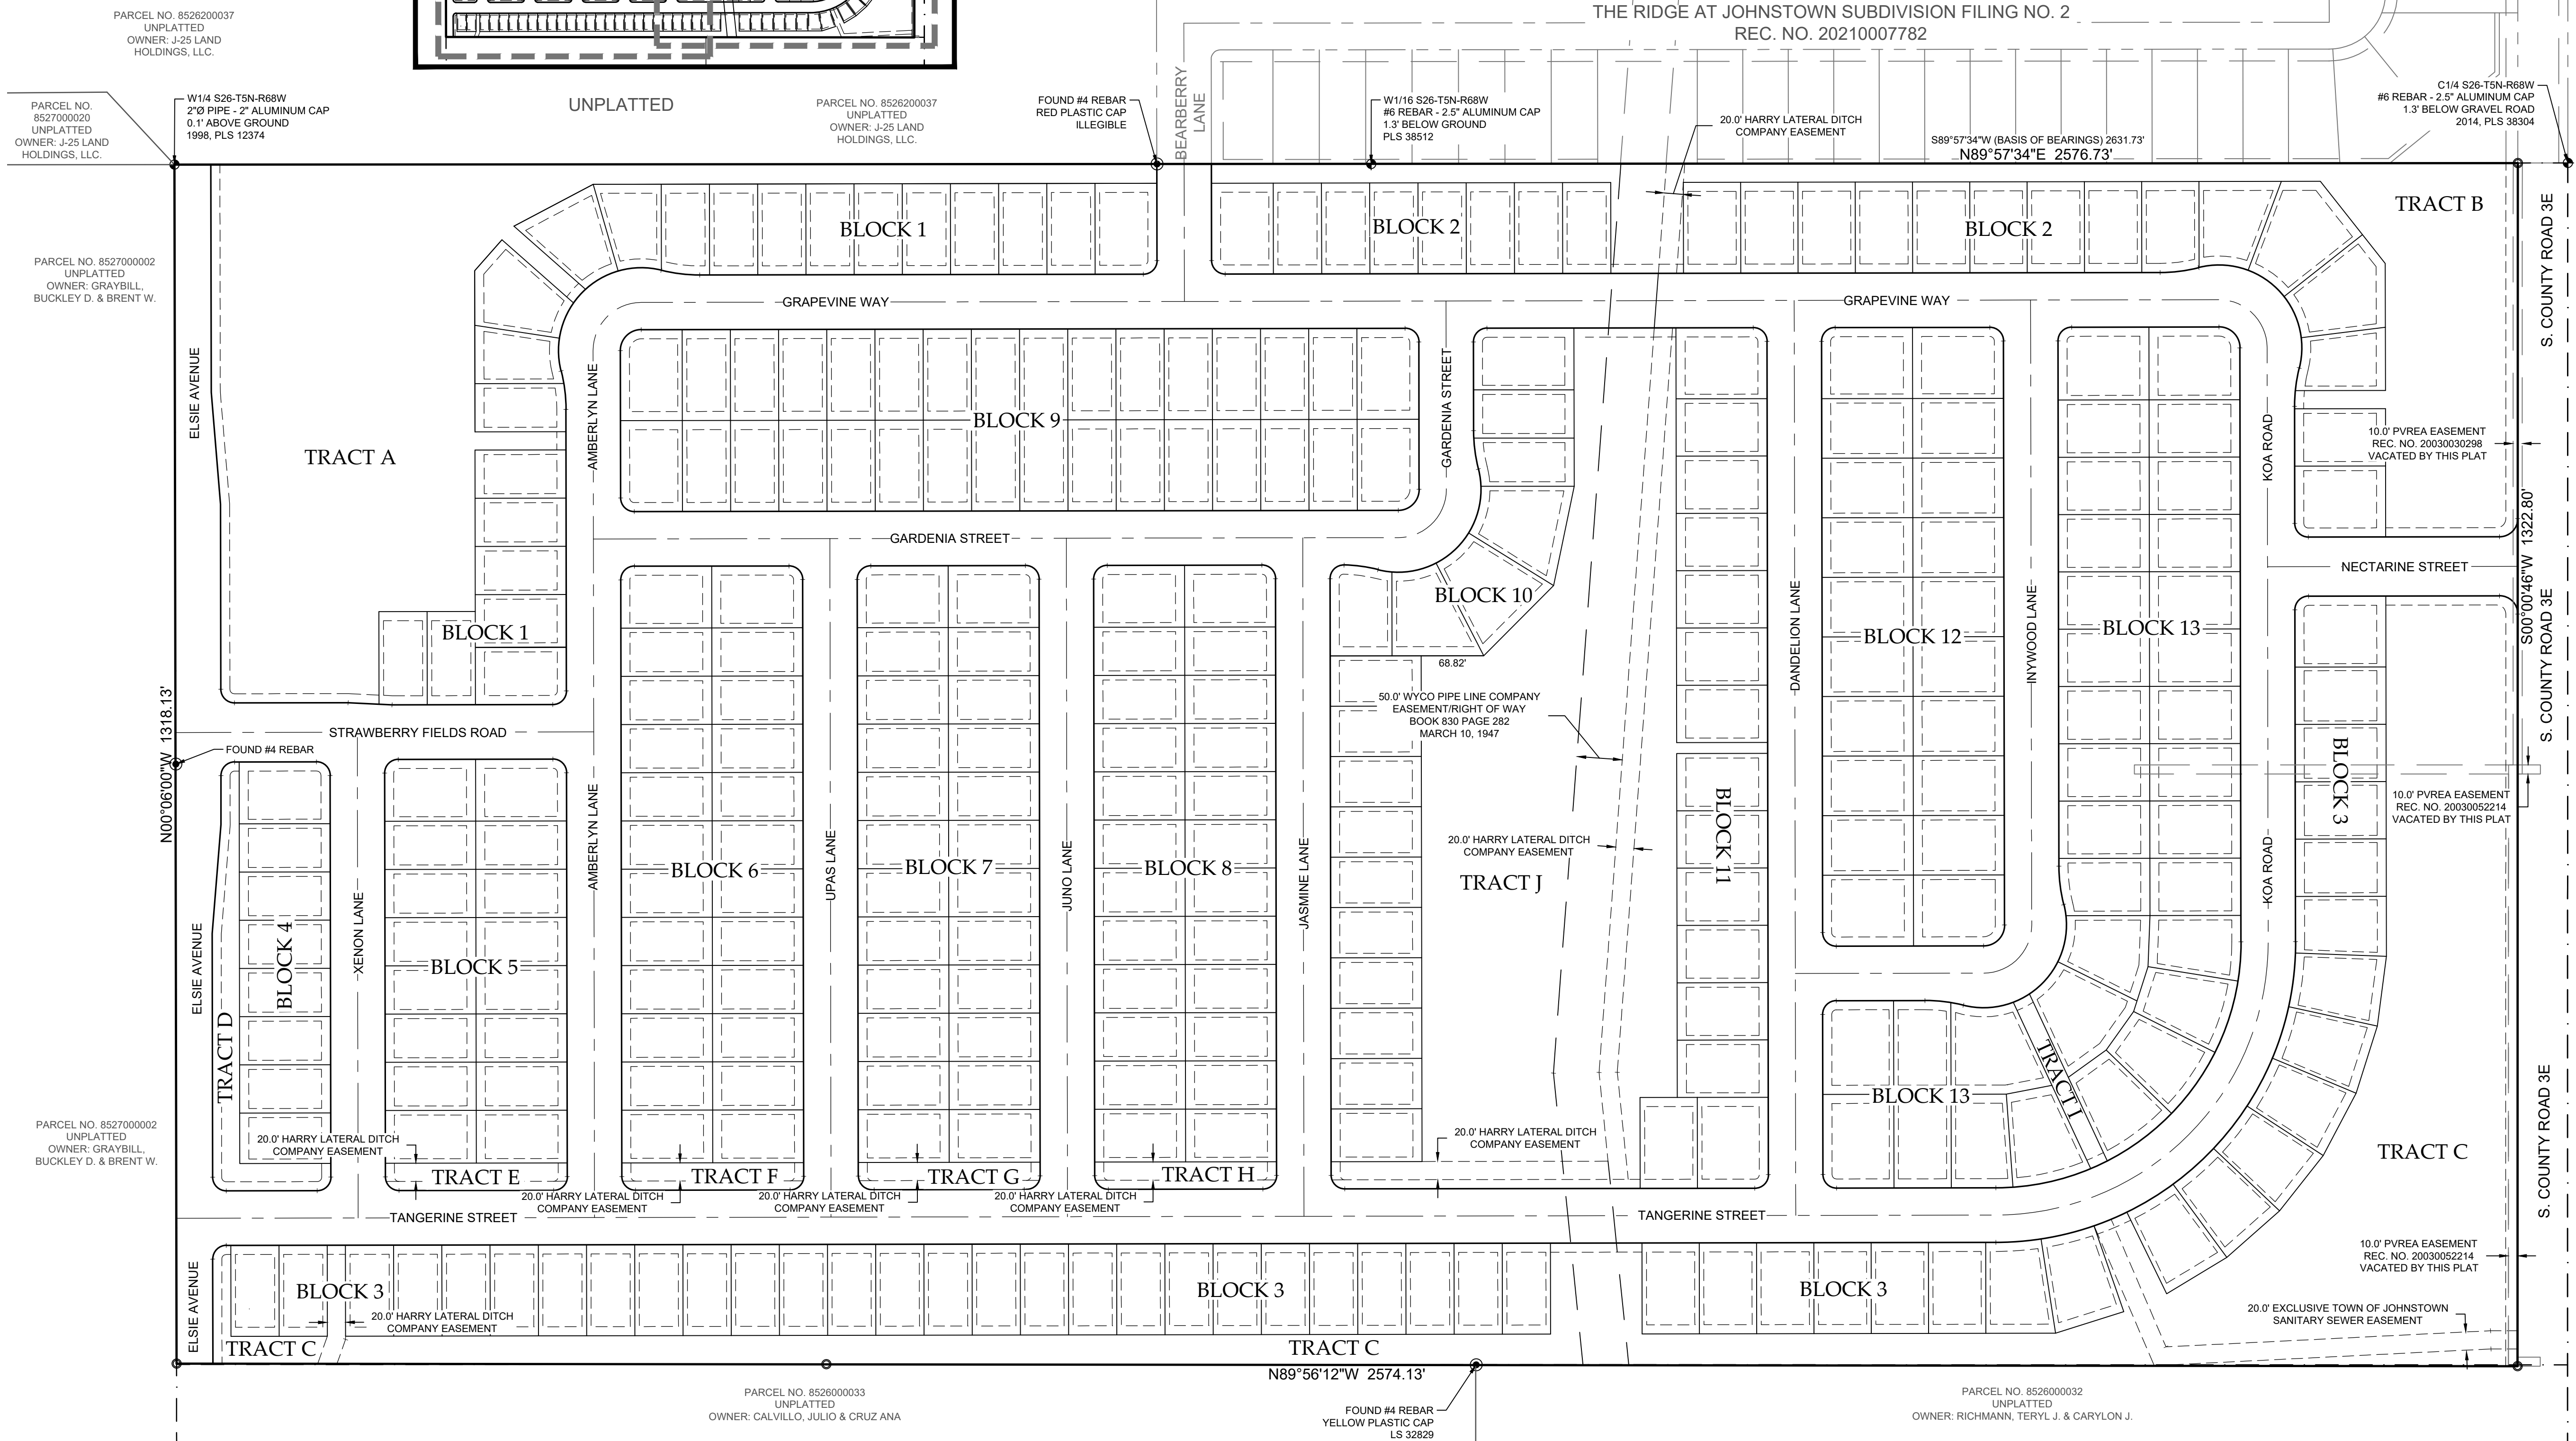 PARCEL NO. 8526200037
UNPLATTED
OWNER: J-25 LAND
HOLDINGS, LLC.
THE RIDGE AT JOHNSTOWN SUBDIVISION FILING NO. 2
REC. NO. 20210007782
PARCEL NO.
8527000020
UNPLATTED
OWNER: J-25 LAND
HOLDINGS, LLC.
W1/4 S26-T5N-R68W
2"Ø PIPE - 2" ALUMINUM CAP
0.1' ABOVE GROUND
1998, PLS 12374
UNPLATTED
PARCEL NO. 8526200037
UNPLATTED
OWNER: J-25 LAND
HOLDINGS, LLC.
FOUND #4 REBAR
RED PLASTIC CAP
ILLEGIBLE
BEARBERRY
LANE
W1/16 S26-T5N-R68W
#6 REBAR - 2.5" ALUMINUM CAP
1.3' BELOW GROUND
PLS 38512
20.0' HARRY LATERAL DITCH
COMPANY EASEMENT
C1/4 S26-T5N-R68W
#6 REBAR - 2.5" ALUMINUM CAP
1.3' BELOW GRAVEL ROAD
2014, PLS 38304
S89°57'34"W (BASIS OF BEARINGS) 2631.73'
N89°57'34"E 2576.73'
BLOCK 1
BLOCK 2
BLOCK 2
TRACT B
S. COUNTY ROAD 3E
PARCEL NO. 8527000002
UNPLATTED
OWNER: GRAYBILL,
BUCKLEY D. & BRENT W.
GRAPEVINE WAY
GRAPEVINE WAY
ELSIE AVENUE
TRACT A
AMBERLYN LANE
BLOCK 9
GARDENIA STREET
KOA ROAD
10.0' PVREA EASEMENT
REC. NO. 20030030298
VACATED BY THIS PLAT
S00°00'46"W 1322.80'
GARDENIA STREET
NECTARINE STREET
BLOCK 10
68.82'
DANDELION LANE
INYWOOD LANE
BLOCK 12
BLOCK 13
S. COUNTY ROAD 3E
BLOCK 1
N00°06'00"W 1318.13'
STRAWBERRY FIELDS ROAD
FOUND #4 REBAR
50.0' WYCO PIPE LINE COMPANY
EASEMENT/RIGHT OF WAY
BOOK 830 PAGE 282
MARCH 10, 1947
BLOCK 3
10.0' PVREA EASEMENT
REC. NO. 20030052214
VACATED BY THIS PLAT
AMBERLYN LANE
UPAS LANE
JUNO LANE
JASMINE LANE
20.0' HARRY LATERAL DITCH
COMPANY EASEMENT
BLOCK 11
KOA ROAD
BLOCK 6
BLOCK 7
BLOCK 8
TRACT J
ELSIE AVENUE
BLOCK 4
XENON LANE
BLOCK 5
TRACT D
TRACT I
BLOCK 13
S. COUNTY ROAD 3E
PARCEL NO. 8527000002
UNPLATTED
OWNER: GRAYBILL,
BUCKLEY D. & BRENT W.
20.0' HARRY LATERAL DITCH
COMPANY EASEMENT
20.0' HARRY LATERAL DITCH
COMPANY EASEMENT
TRACT C
TRACT E
TRACT F
TRACT G
TRACT H
20.0' HARRY LATERAL DITCH
COMPANY EASEMENT
20.0' HARRY LATERAL DITCH
COMPANY EASEMENT
20.0' HARRY LATERAL DITCH
COMPANY EASEMENT
TANGERINE STREET
TANGERINE STREET
ELSIE AVENUE
BLOCK 3
BLOCK 3
BLOCK 3
10.0' PVREA EASEMENT
REC. NO. 20030052214
VACATED BY THIS PLAT
20.0' HARRY LATERAL DITCH
COMPANY EASEMENT
20.0' EXCLUSIVE TOWN OF JOHNSTOWN
SANITARY SEWER EASEMENT
TRACT C
TRACT C
N89°56'12"W 2574.13'
PARCEL NO. 8526000033
UNPLATTED
OWNER: CALVILLO, JULIO & CRUZ ANA
FOUND #4 REBAR
YELLOW PLASTIC CAP
LS 32829
PARCEL NO. 8526000032
UNPLATTED
OWNER: RICHMANN, TERYL J. & CARYLON J.